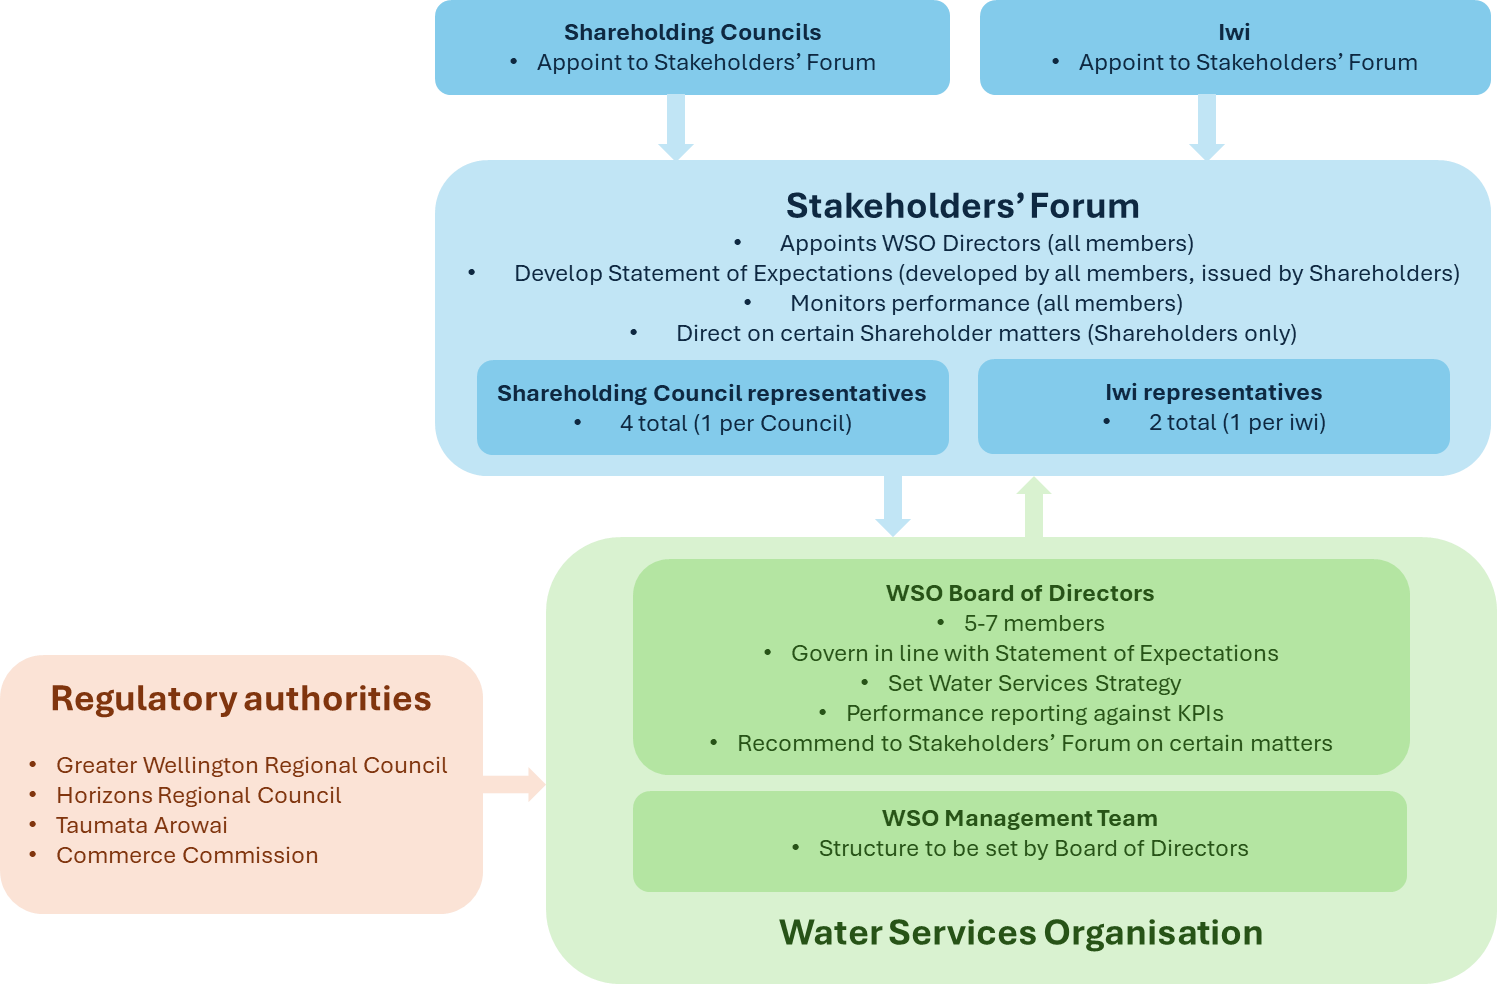 Shareholding Councils
• Appoint to Stakeholders’ Forum
Iwi
• Appoint to Stakeholders’ Forum
Stakeholders’ Forum
• Appoints WSO Directors (all members)
• Develop Statement of Expectations (developed by all members, issued by Shareholders)
• Monitors performance (all members)
• Direct on certain Shareholder matters (Shareholders only)
Shareholding Council representatives
• 4 total (1 per Council)
Iwi representatives
• 2 total (1 per iwi)
WSO Board of Directors
• 5-7 members
• Govern in line with Statement of Expectations
• Set Water Services Strategy
• Performance reporting against KPIs
• Recommend to Stakeholders’ Forum on certain matters
WSO Management Team
• Structure to be set by Board of Directors
Water Services Organisation
Regulatory authorities
• Greater Wellington Regional Council
• Horizons Regional Council
• Taumata Arowai
• Commerce Commission